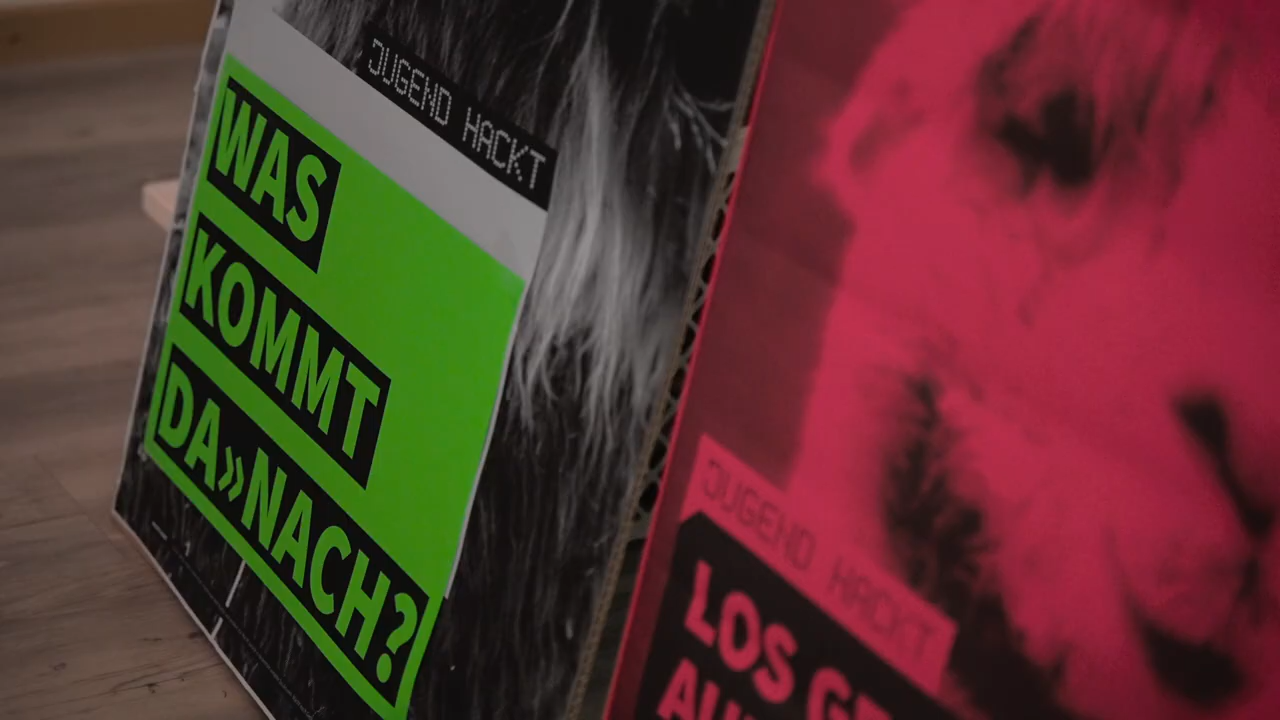 JUGEND HACKT
WAS
KOMMT
DA»NACH?
JUGEND HACKT
LOS